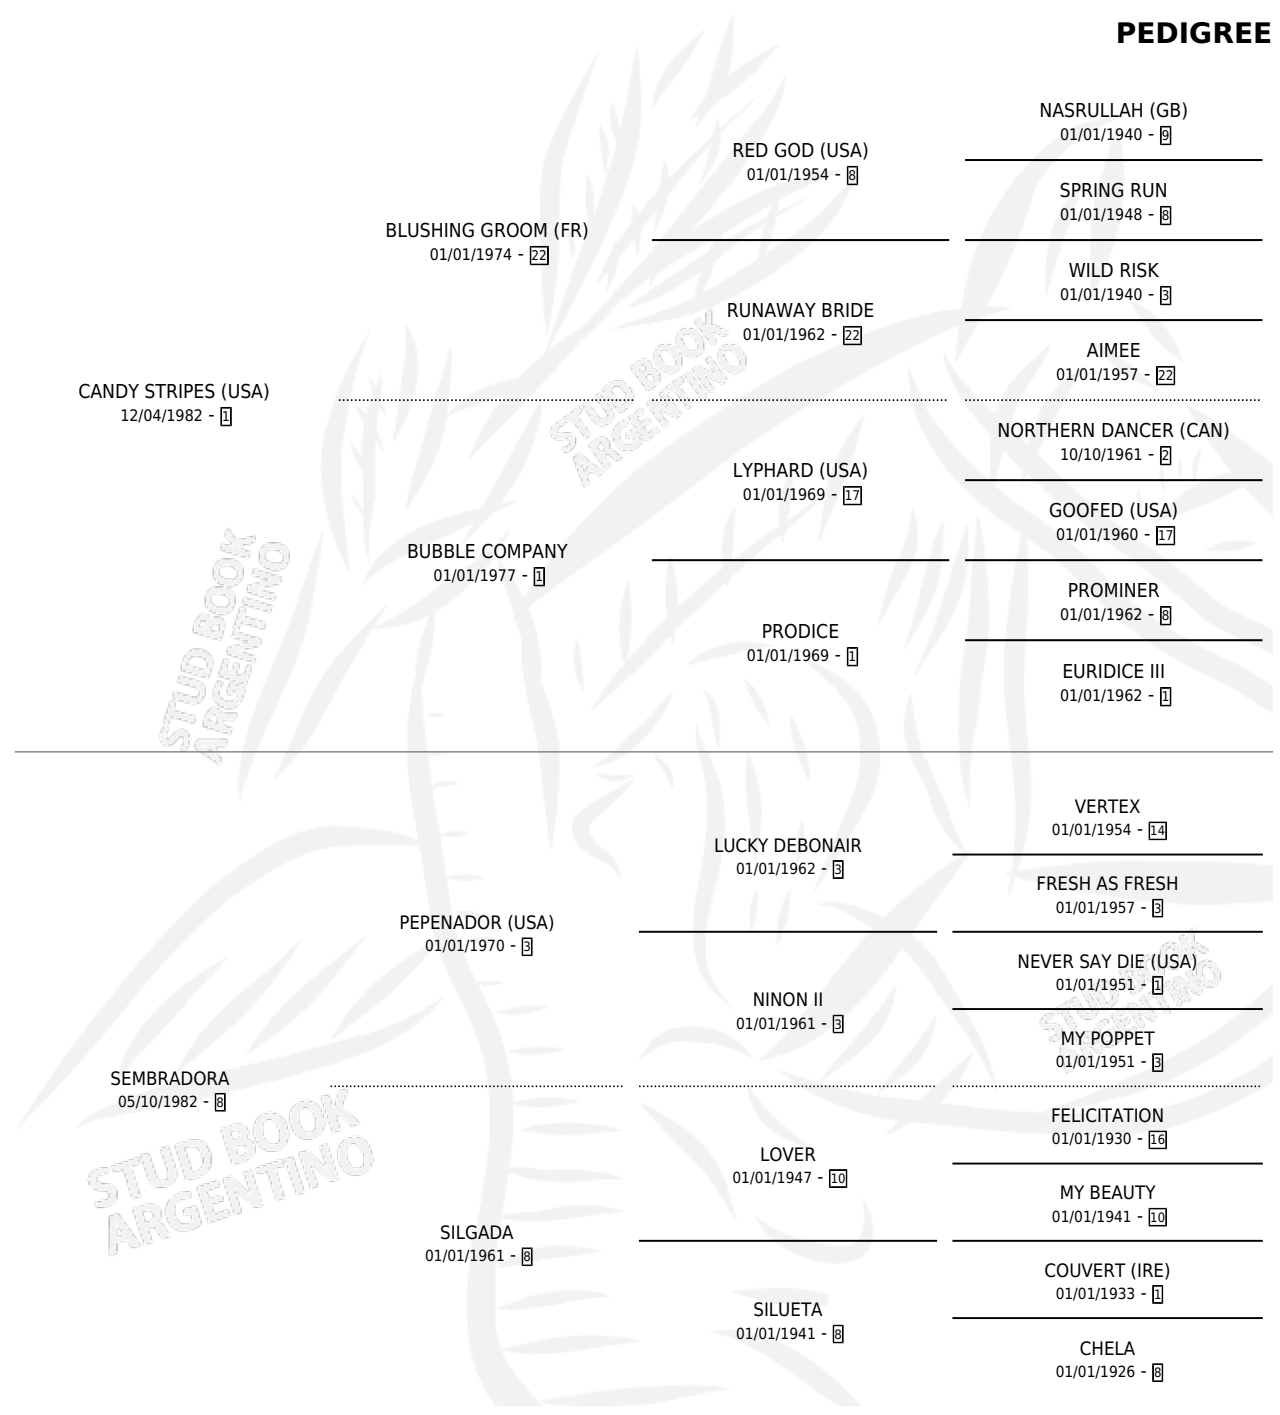 PEDIGREE
CANDY STRIPES (USA)
12/04/1982 - 1
BLUSHING GROOM (FR)
01/01/1974 - 22
RED GOD (USA)
01/01/1954 - 8
NASRULLAH (GB)
01/01/1940 - 9
SPRING RUN
01/01/1948 - 8
RUNAWAY BRIDE
01/01/1962 - 22
WILD RISK
01/01/1940 - 3
AIMEE
01/01/1957 - 22
BUBBLE COMPANY
01/01/1977 - 1
LYPHARD (USA)
01/01/1969 - 17
NORTHERN DANCER (CAN)
10/10/1961 - 2
GOOFED (USA)
01/01/1960 - 17
PRODICE
01/01/1969 - 1
PROMINER
01/01/1962 - 8
EURIDICE III
01/01/1962 - 1
SEMBRADORA
05/10/1982 - 8
PEPENADOR (USA)
01/01/1970 - 3
LUCKY DEBONAIR
01/01/1962 - 3
VERTEX
01/01/1954 - 14
FRESH AS FRESH
01/01/1957 - 3
NINON II
01/01/1961 - 3
NEVER SAY DIE (USA)
01/01/1951 - 1
MY POPPET
01/01/1951 - 3
SILGADA
01/01/1961 - 8
LOVER
01/01/1947 - 10
FELICITATION
01/01/1930 - 16
MY BEAUTY
01/01/1941 - 10
SILUETA
01/01/1941 - 8
COUVERT (IRE)
01/01/1933 - 1
CHELA
01/01/1926 - 8
STUD BOOK
ARGENTINO
STUD BOOK
ARGENTINO
STUD BOOK
ARGENTINO
STUD BOOK
ARGENTINO